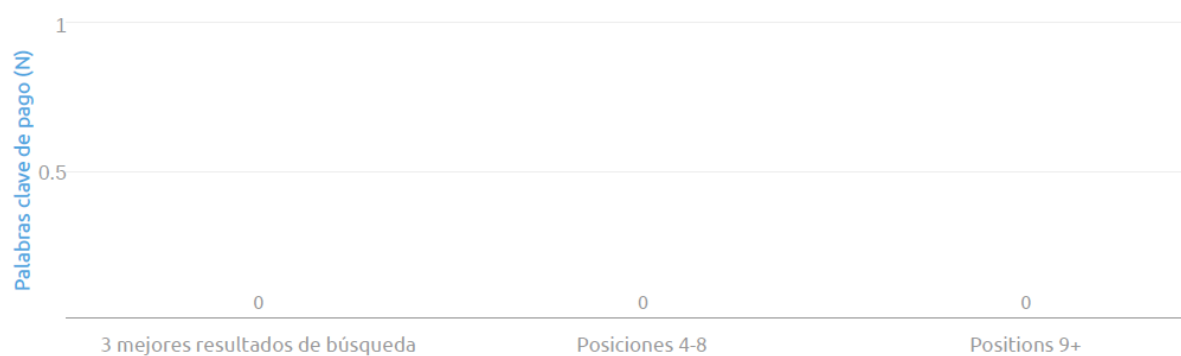 1
Palabras clave de pago (N)
0.5
0 0 0
3 mejores resultados de búsqueda Posiciones 4-8 Positions 9+